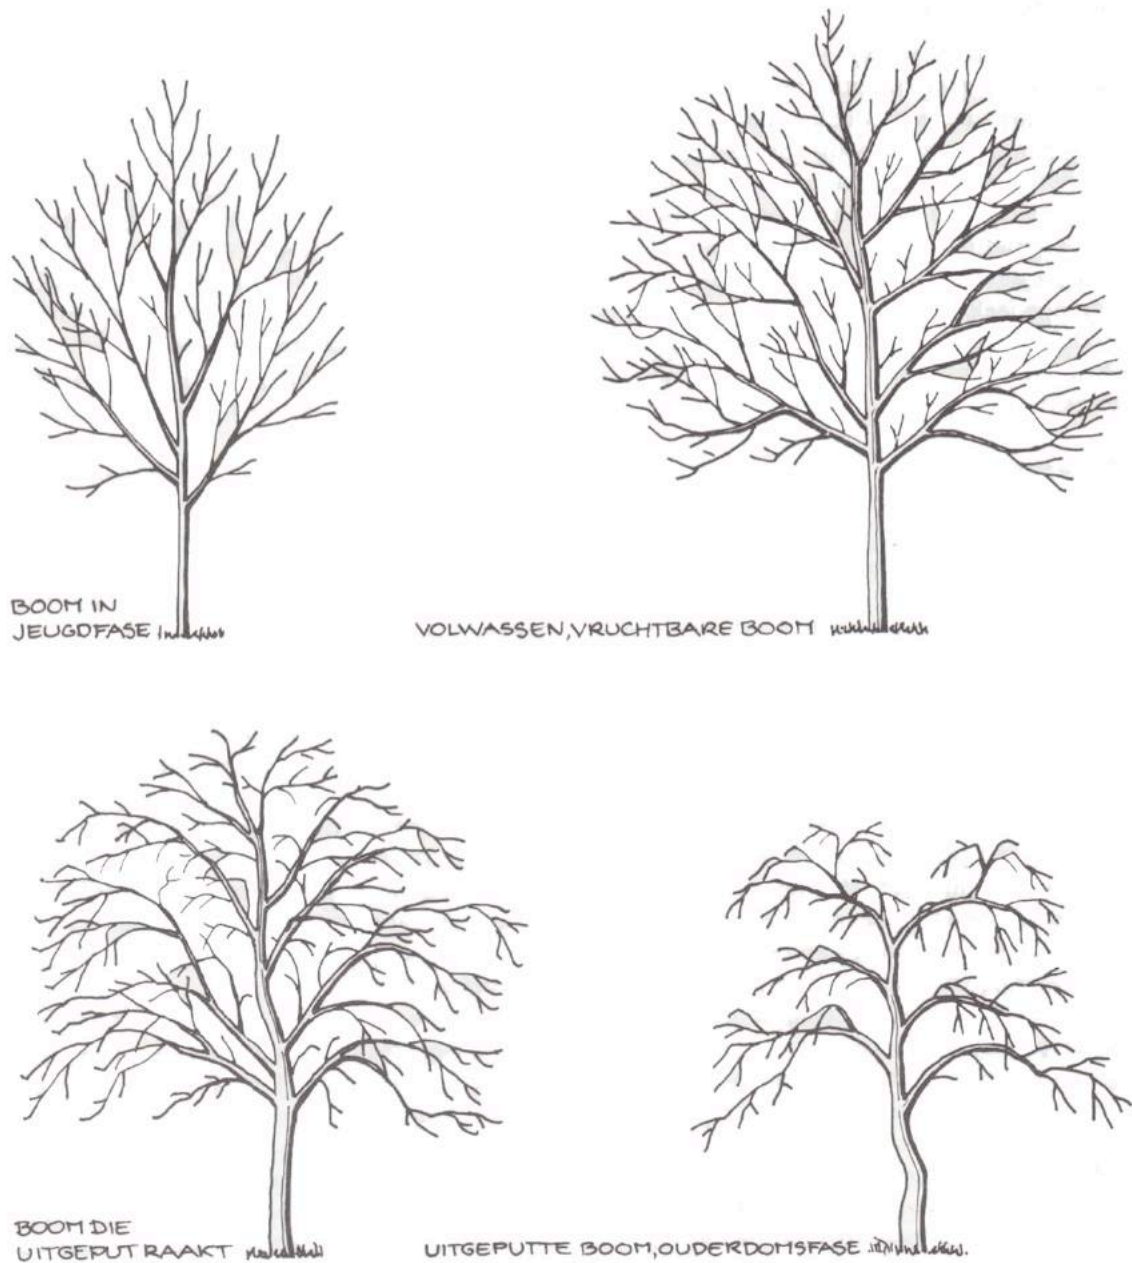 BOOM IN
JEUGDFASE
VOLWASSEN, VRUCHTBARE BOOM
BOOM DIE
UITGEPUT RAAKT
UITGEPUTTE BOOM, OUDERDOMSFASE